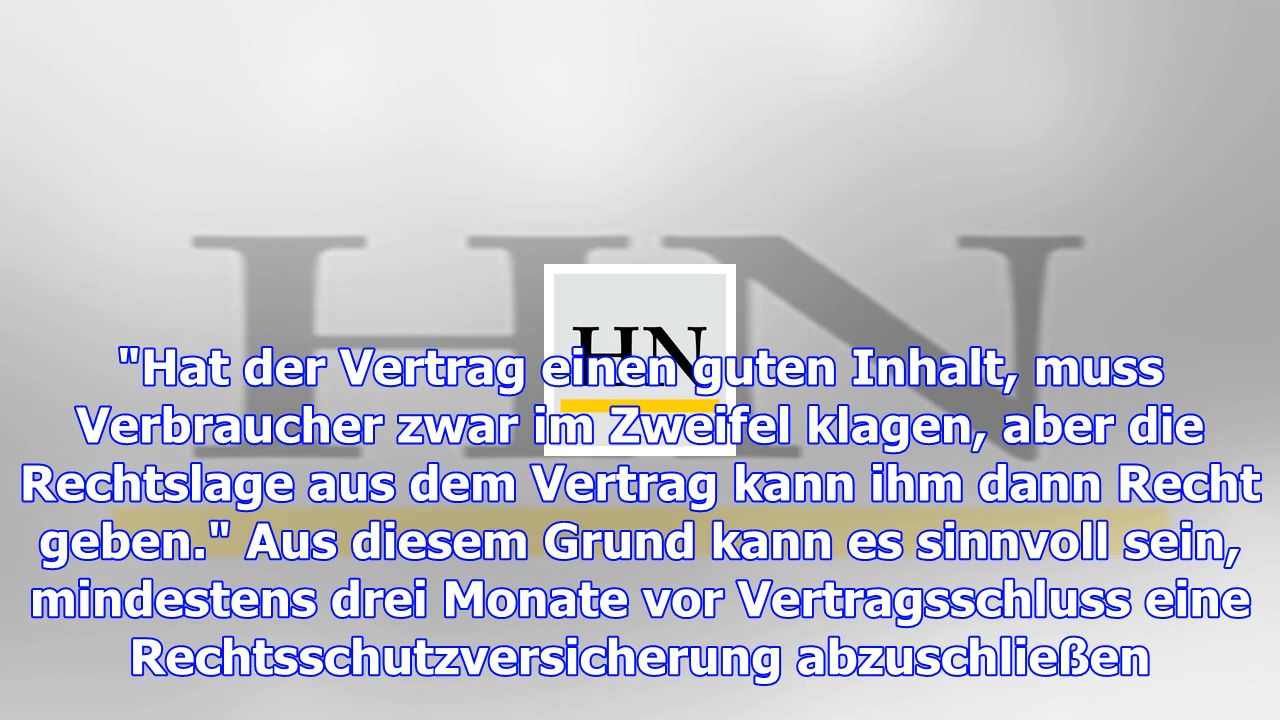 HN
HN
"Hat der Vertrag einen guten Inhalt, muss
Verbraucher zwar im Zweifel klagen, aber die
Rechtslage aus dem Vertrag kann ihm dann Recht
geben." Aus diesem Grund kann es sinnvoll sein,
mindestens drei Monate vor Vertragsschluss eine
Rechtsschutzversicherung abzuschließen